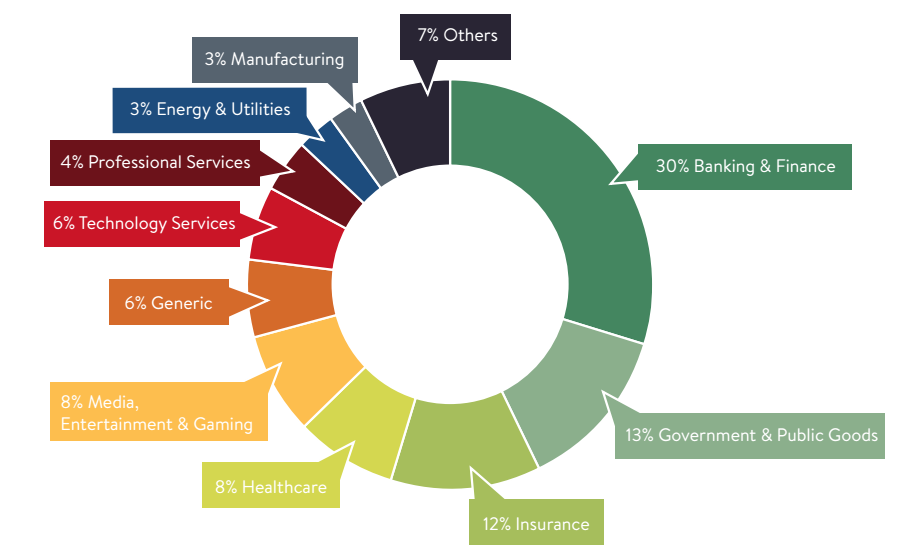 7% Others
3% Manufacturing
3% Energy & Utilities
4% Professional Services
30% Banking & Finance
6% Technology Services
6% Generic
8% Media,
Entertainment & Gaming
13% Government & Public Goods
8% Healthcare
12% Insurance